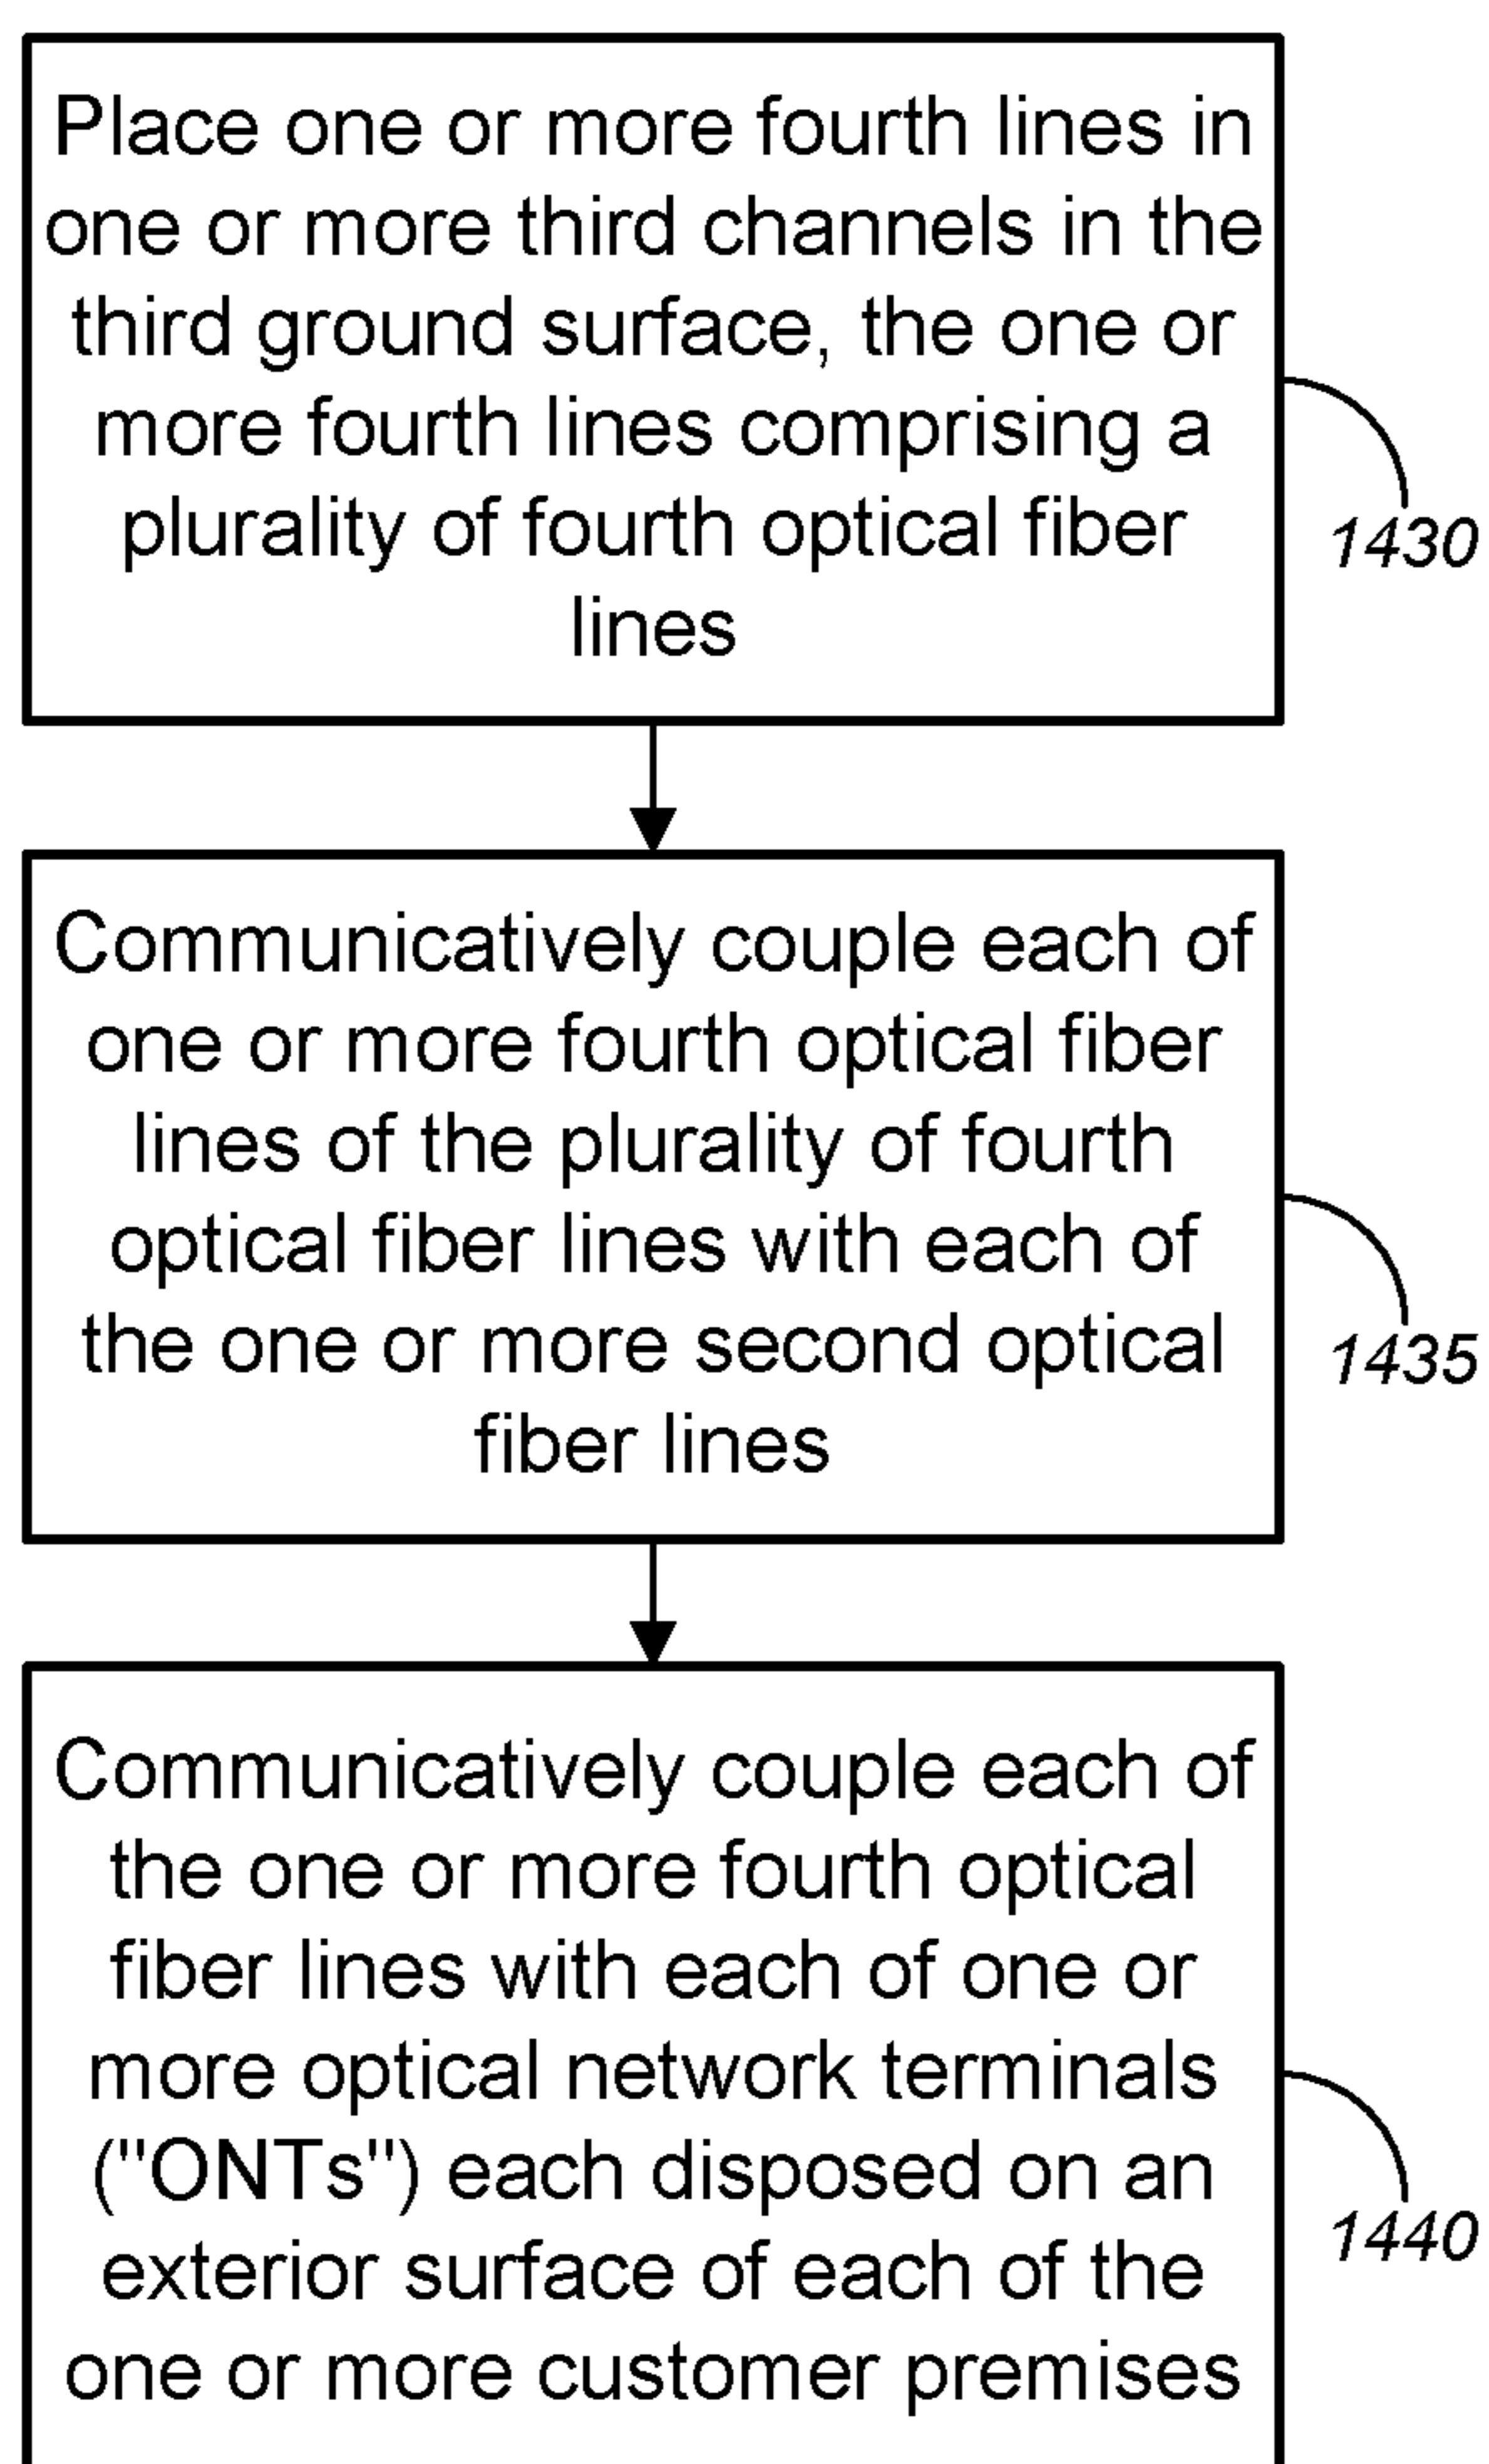 Place one or more fourth lines in
one or more third channels in the
third ground surface, the one or
more fourth lines comprising a
plurality of fourth optical fiber
lines
1430
Communicatively couple each of
one or more fourth optical fiber
lines of the plurality of fourth
optical fiber lines with each of
the one or more second optical
fiber lines
1435
Communicatively couple each of
the one or more fourth optical
fiber lines with each of one or
more optical network terminals
("ONTs") each disposed on an
exterior surface of each of the
one or more customer premises
1440